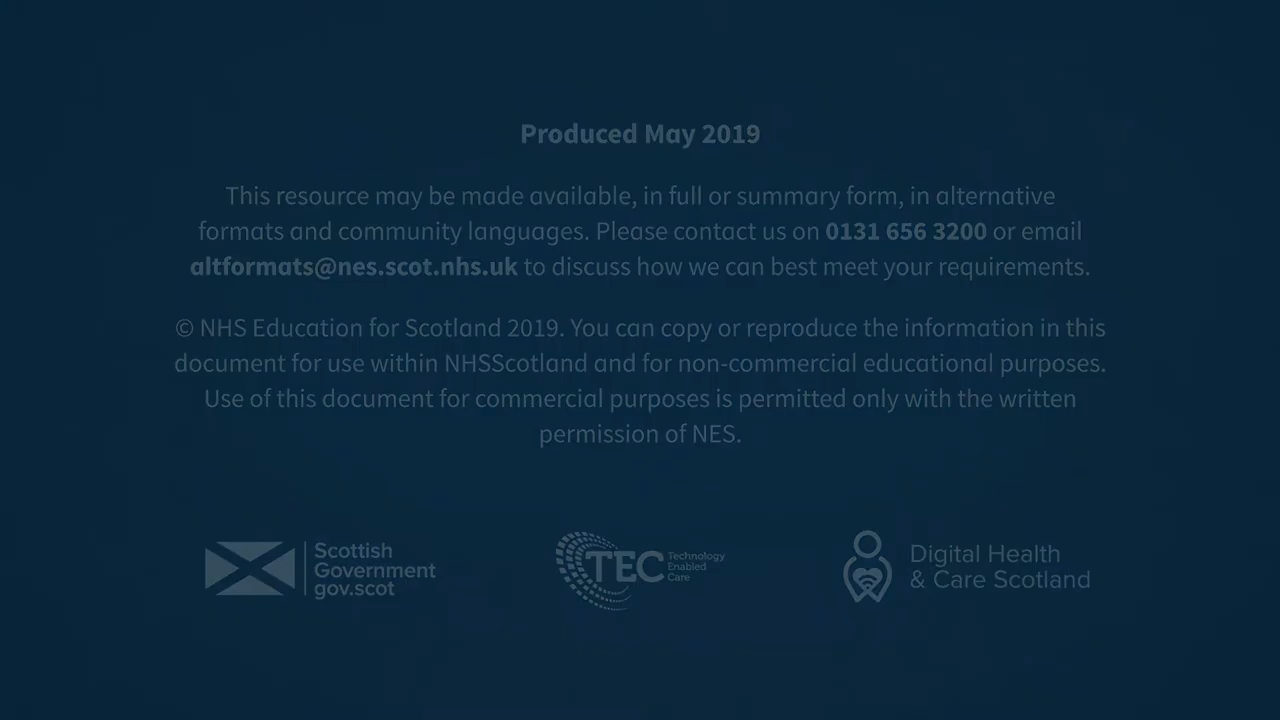 Produced May 2019
This resource may be made available, in full or summary form, in alternative
formats and community languages. Please contact us on 0131 656 3200 or email
altformats@nes.scot.nhs.uk to discuss how we can best meet your requirements.
© NHS Education for Scotland 2019. You can copy or reproduce the information in this
document for use within NHSScotland and for non-commercial educational purposes.
Use of this document for commercial purposes is permitted only with the written
permission of NES.
Scottish
Government
gov.scot
TEC
Technology
Enabled
Care
Digital Health
& Care Scotland